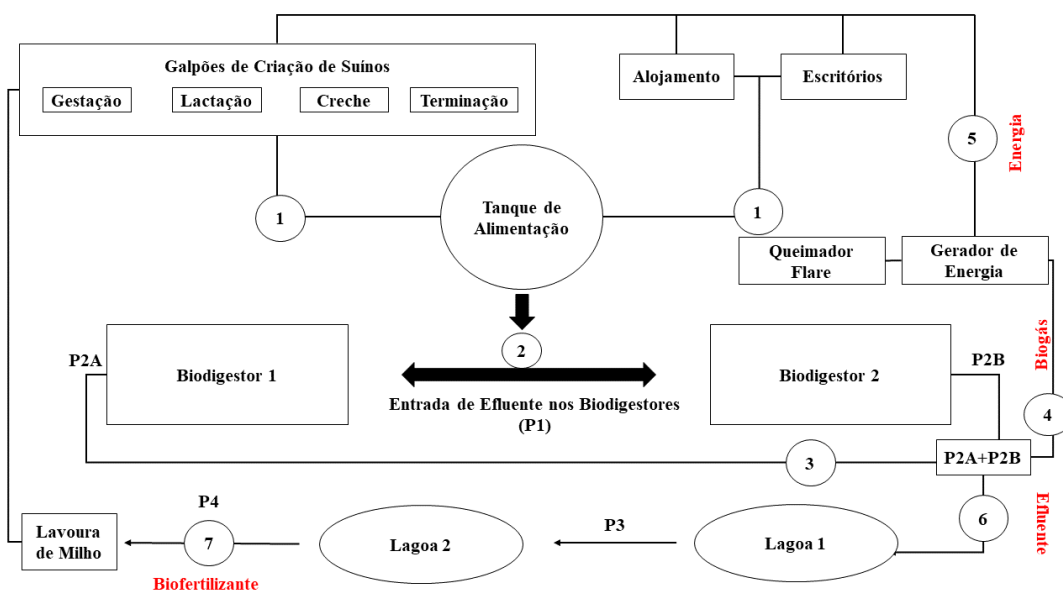 Galpões de Criação de Suínos
Gestação
Lactação
Creche
Terminação
Alojamento
Escritórios
5
Energia
1
Tanque de
Alimentação
1
Queimador
Flare
Gerador de
Energia
2
P2A
Biodigestor 1
Entrada de Efluente nos Biodigestores
(P1)
Biodigestor 2
P2B
Biogás
4
3
P2A+P2B
Efluente
6
Lavoura
de Milho
P4
7
Biofertilizante
Lagoa 2
P3
Lagoa 1